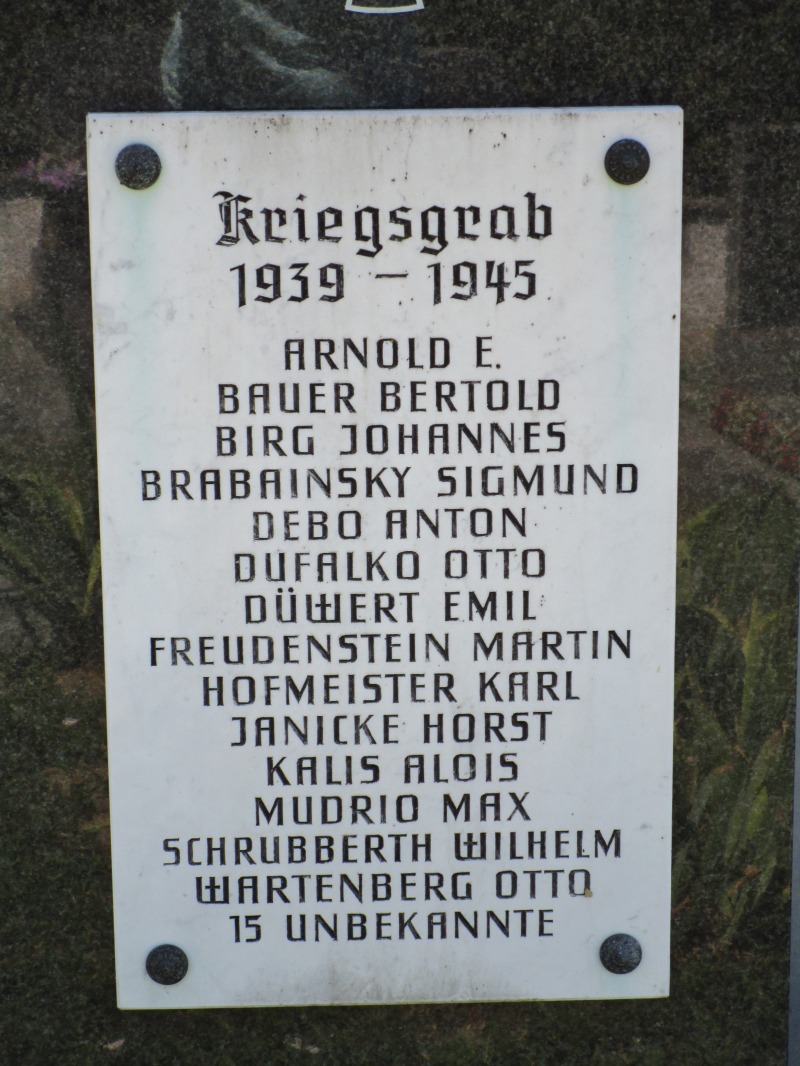 Kriegsgrab
1939 – 1945
ARNOLD E.
BAUER BERTOLD
BIRG JOHANNES
BRABAINSKY SIGMUND
DEBO ANTON
DUFALKO OTTO
DÜWERT EMIL
FREUDENSTEIN MARTIN
HOFMEISTER KARL
JANICKE HORST
KALIS ALOIS
MUDRIO MAX
SCHRUBBERTH WILHELM
WARTENBERG OTTO
15 UNBEKANNTE